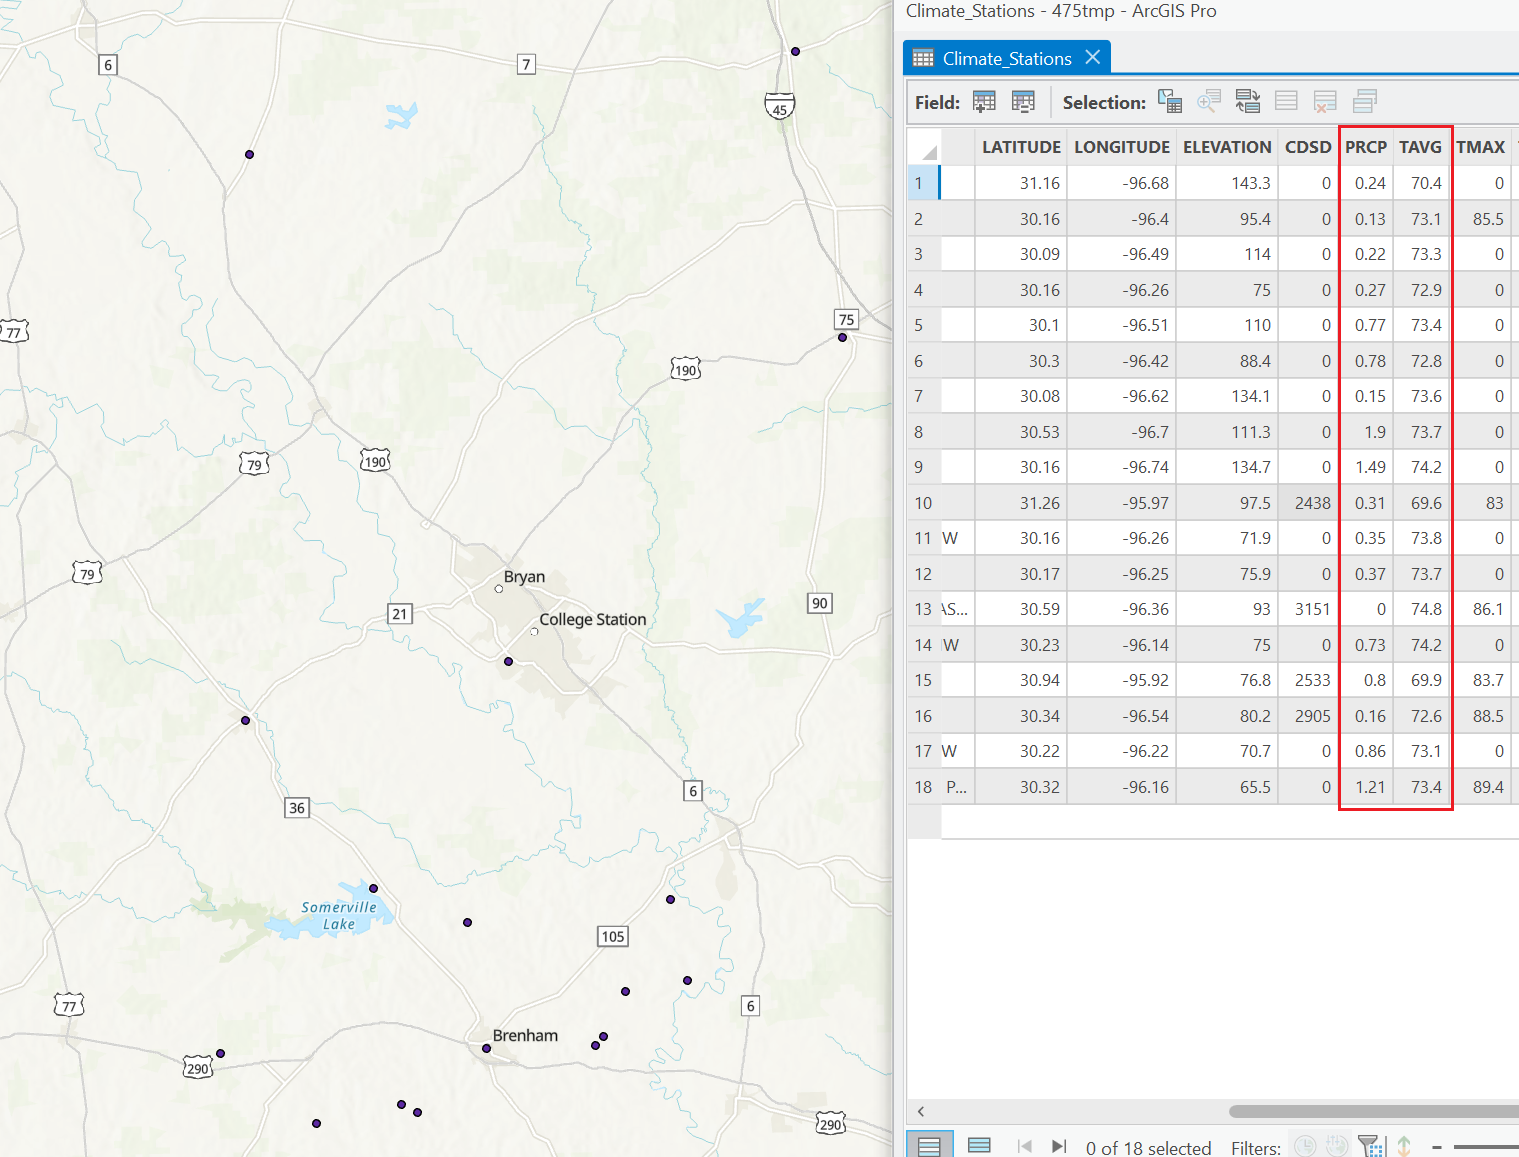 6
7
45
77
75
190
79
190
79
Bryan
21
College Station
90
6
36
Somerville
Lake
105
77
6
Brenham
290
290
Climate_Stations - 475tmp - ArcGIS Pro
Climate_Stations
Field: Selection:
LATITUDE LONGITUDE ELEVATION CDSD PRCP TAVG TMAX
1 31.16 -96.68 143.3 0 0.24 70.4 0
2 30.16 -96.4 95.4 0 0.13 73.1 85.5
3 30.09 -96.49 114 0 0.22 73.3 0
4 30.16 -96.26 75 0 0.27 72.9 0
5 30.1 -96.51 110 0 0.77 73.4 0
6 30.3 -96.42 88.4 0 0.78 72.8 0
7 30.08 -96.62 134.1 0 0.15 73.6 0
8 30.53 -96.7 111.3 0 1.9 73.7 0
9 30.16 -96.74 134.7 0 1.49 74.2 0
10 31.26 -95.97 97.5 2438 0.31 69.6 83
11 W 30.16 -96.26 71.9 0 0.35 73.8 0
12 30.17 -96.25 75.9 0 0.37 73.7 0
13 AS... 30.59 -96.36 93 3151 0 74.8 86.1
14 W 30.23 -96.14 75 0 0.73 74.2 0
15 30.94 -95.92 76.8 2533 0.8 69.9 83.7
16 30.34 -96.54 80.2 2905 0.16 72.6 88.5
17 W 30.22 -96.22 70.7 0 0.86 73.1 0
18 P... 30.32 -96.16 65.5 0 1.21 73.4 89.4
0 of 18 selected Filters: